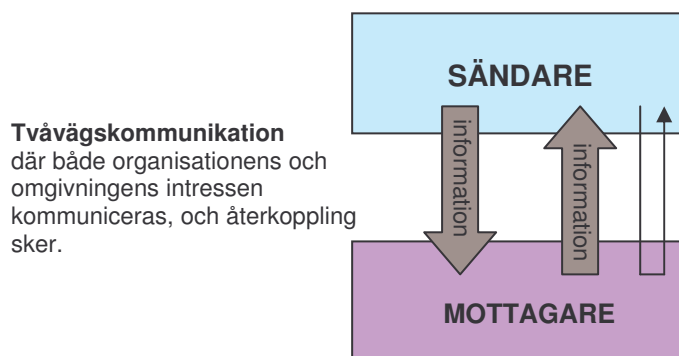 SÄNDARE
Tvåvägskommunikation
där både organisationens och
omgivningens intressen
kommuniceras, och återkoppling
sker.
information
information
MOTTAGARE